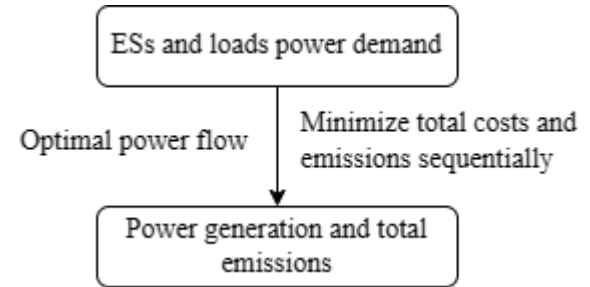 ESs and loads power demand
Optimal power flow
Minimize total costs and
emissions sequentially
Power generation and total
emissions